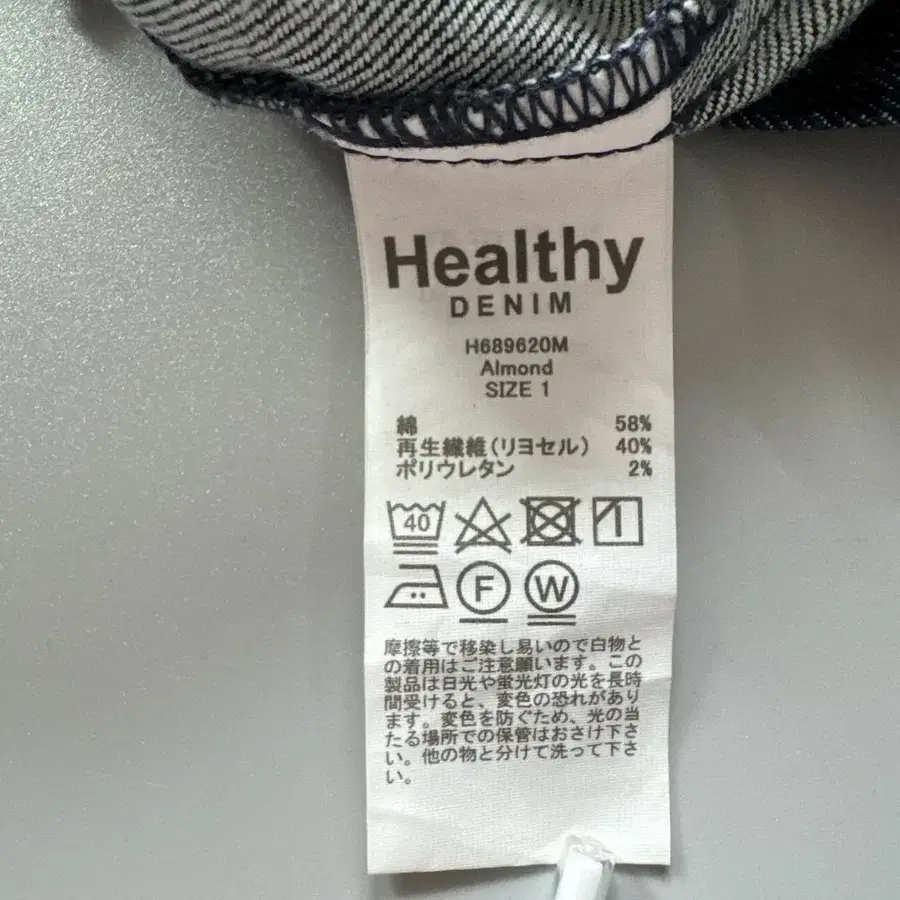 Healthy
DENIM
H689620M
Almond
SIZE 1
綿 58%
再生繊維(リヨセル) 40%
ポリウレタン 2%
40
F W
摩擦等で移染し易いので白物と
の着用はご注意願います。この
製品は日光や蛍光灯の光を長時
間受けると、変色の恐れがあり
ます。変色を防ぐため、光の当
たる場所での保管はおさけ下さ
い。他の物と分けて洗って下さ
い。